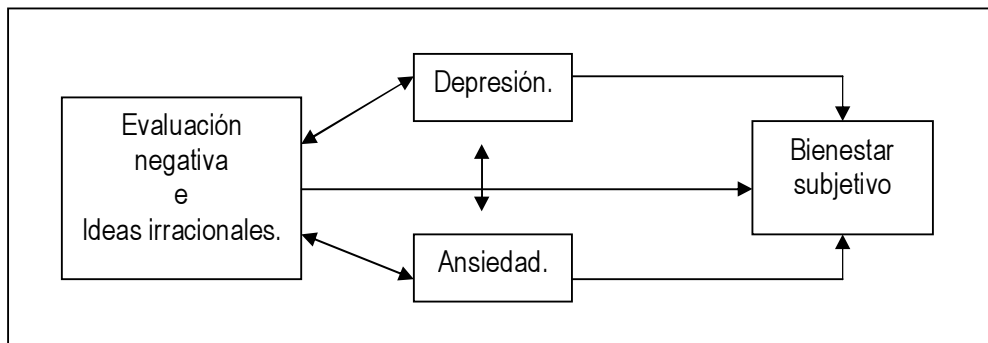 Depresión.
Evaluación
negativa
e
Ideas irracionales.
Bienestar
subjetivo
Ansiedad.